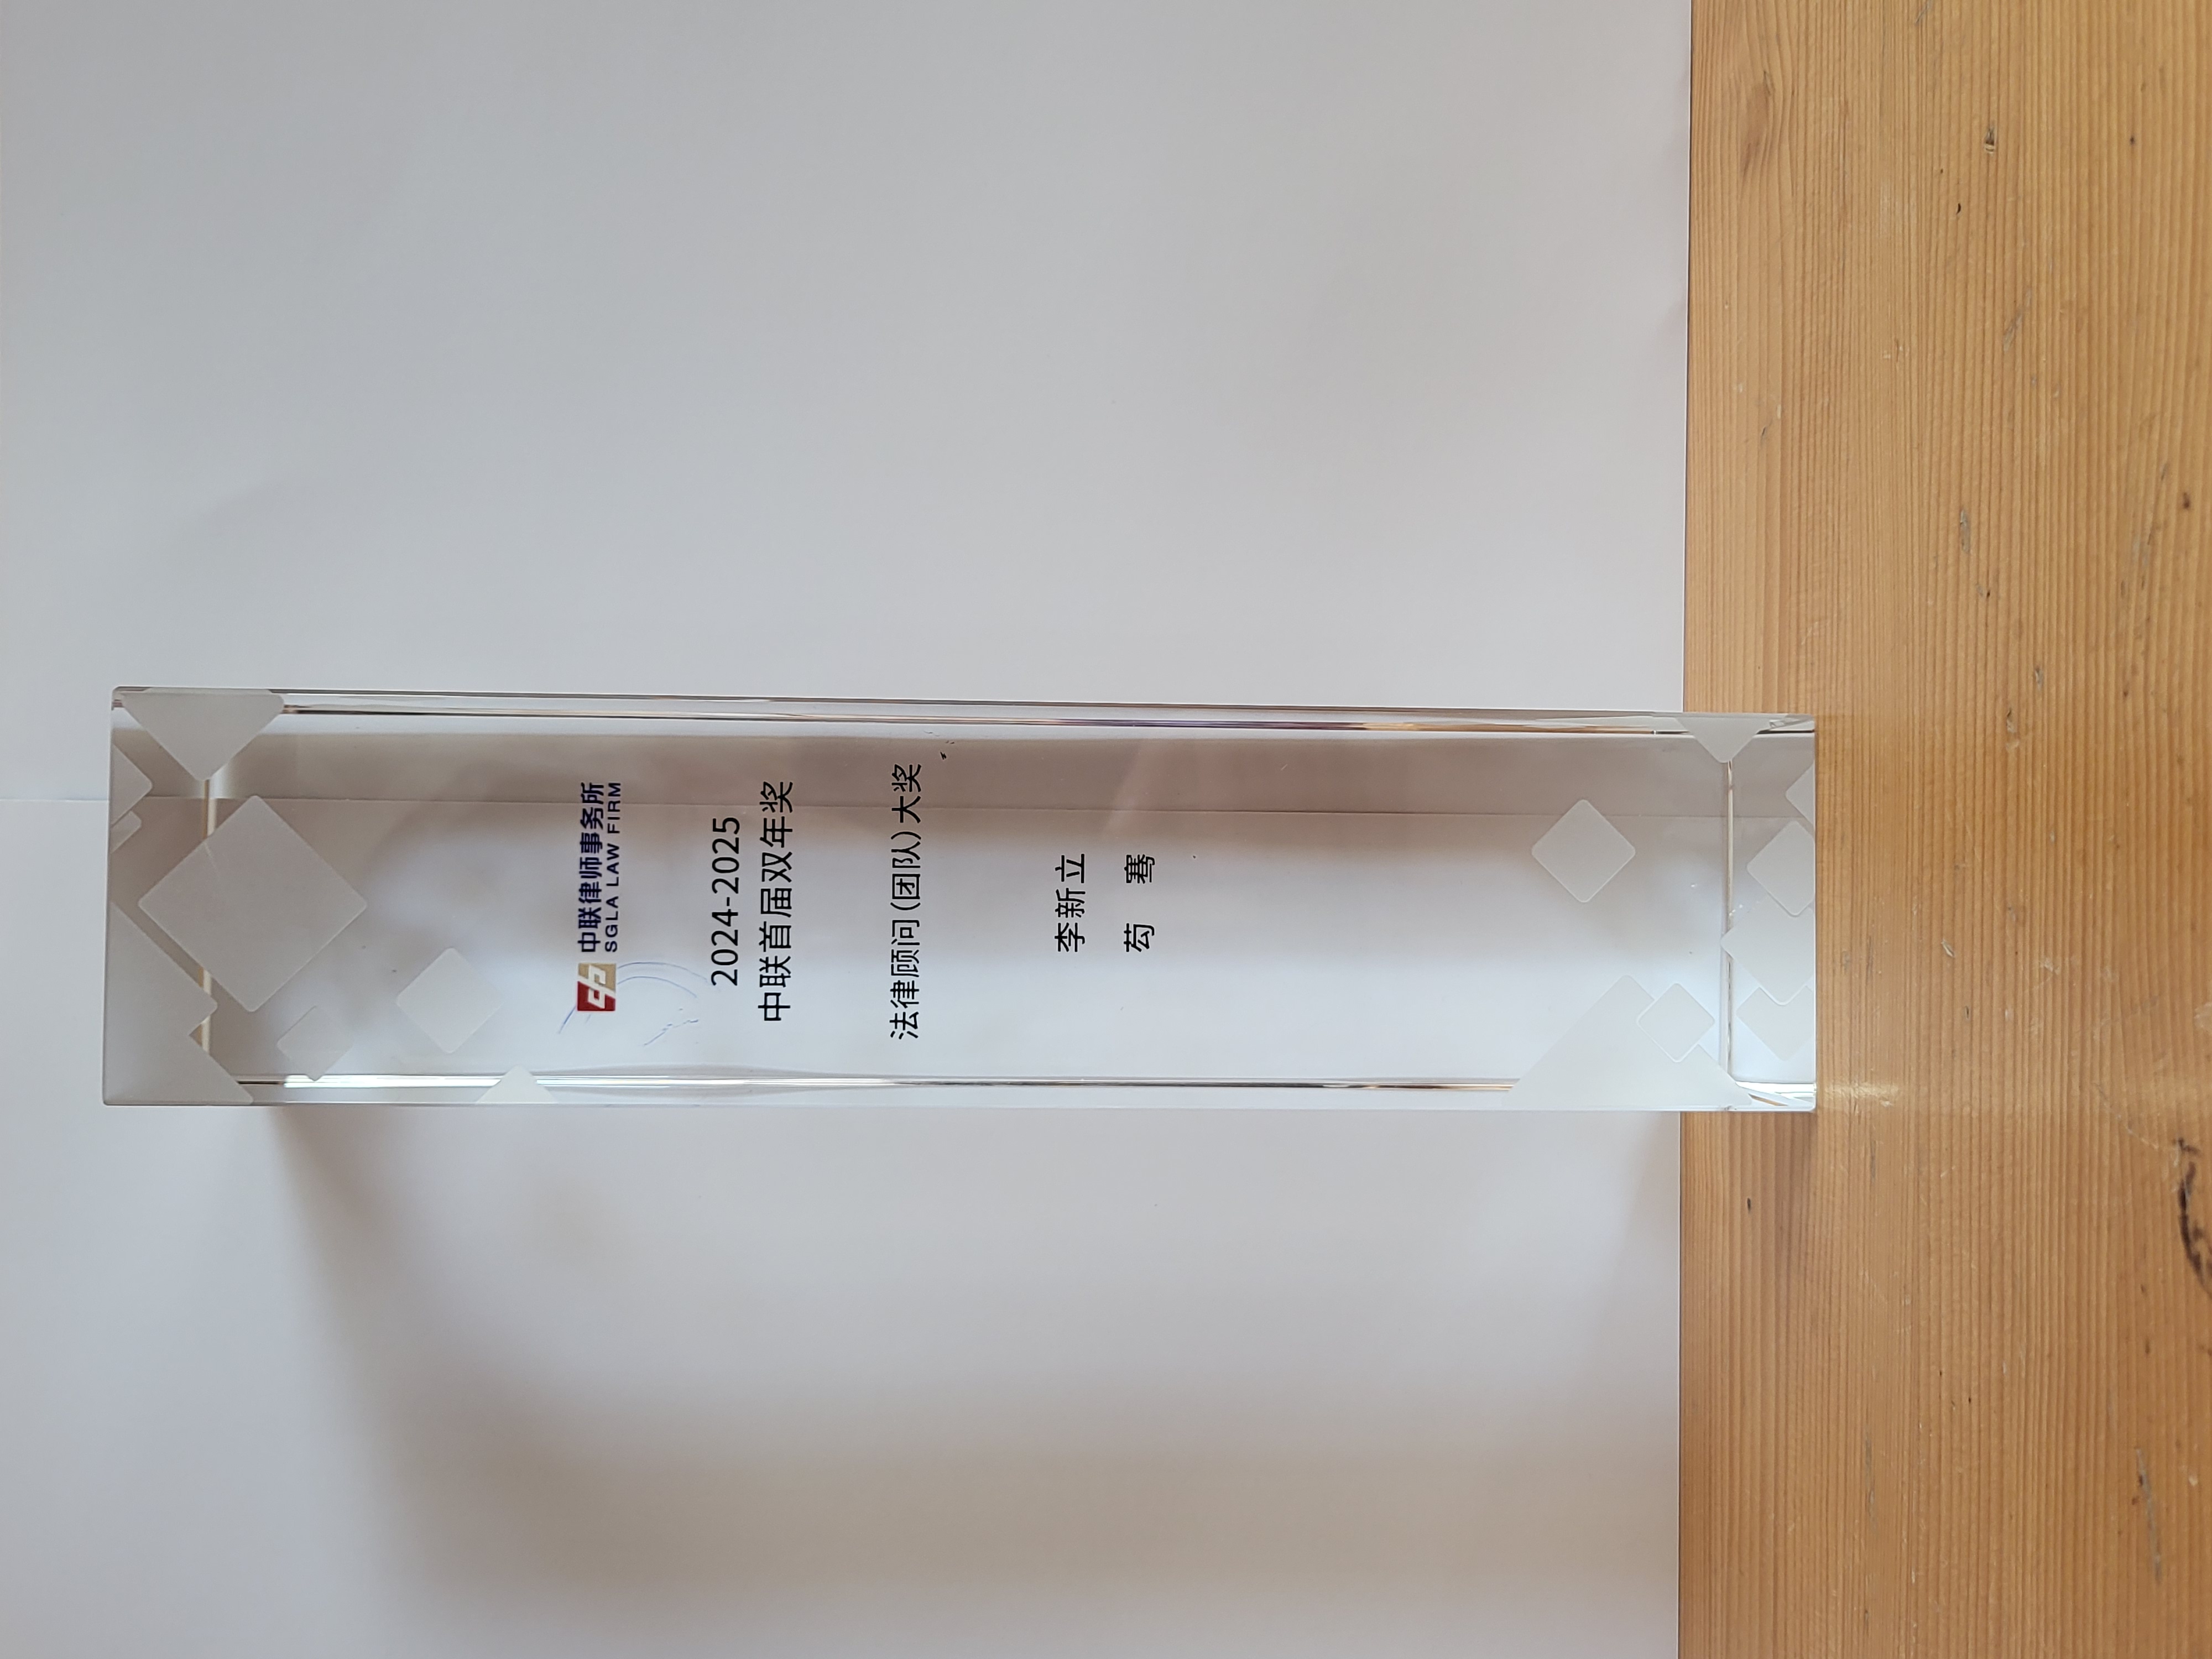 中联律师事务所
SGLA LAW FIRM
2024-2025
中联首届双年奖
法律顾问（团队）大奖
李新立
芶 骞